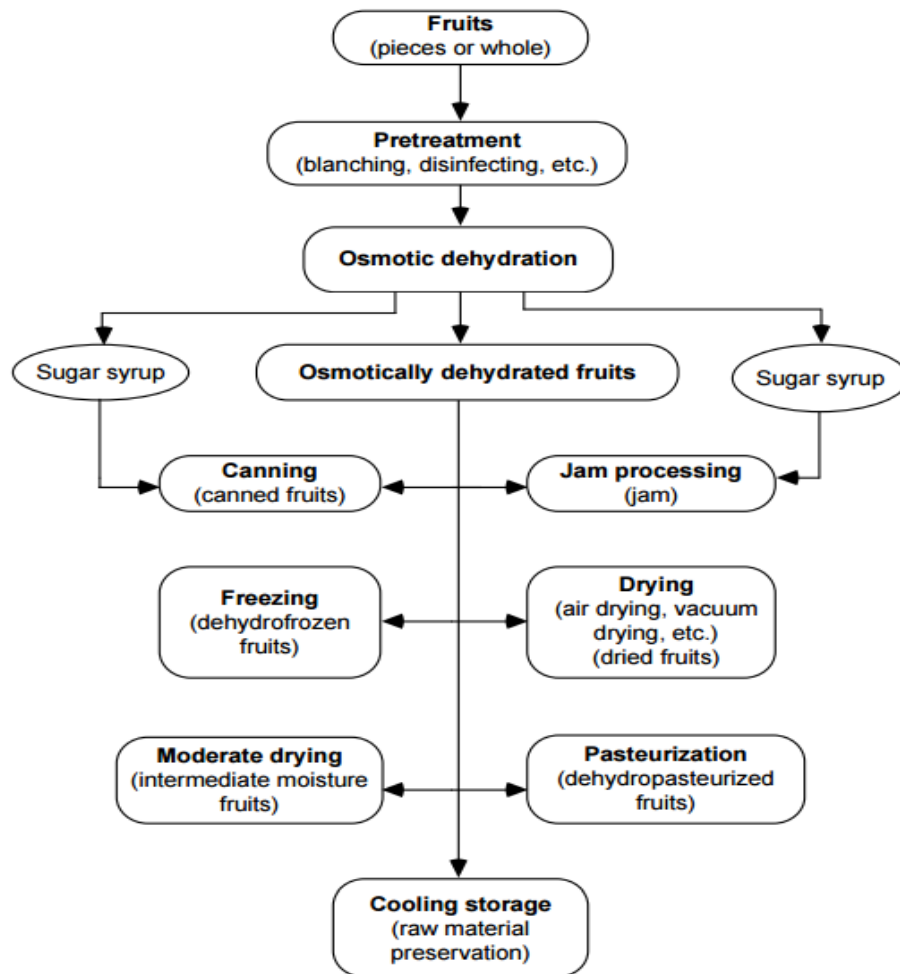 Fruits
(pieces or whole)
Pretreatment
(blanching, disinfecting, etc.)
Osmotic dehydration
Sugar syrup
Osmotically dehydrated fruits
Sugar syrup
Canning
(canned fruits)
Jam processing
(jam)
Freezing
(dehydrofrozen
fruits)
Drying
(air drying, vacuum
drying, etc.)
(dried fruits)
Moderate drying
(intermediate moisture
fruits)
Pasteurization
(dehydropasteurized
fruits)
Cooling storage
(raw material
preservation)